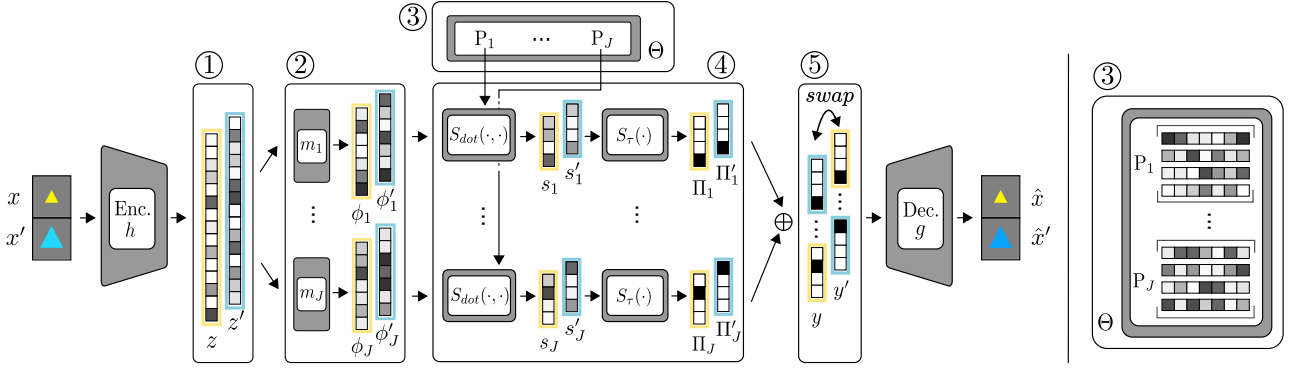 ③
P₁ ... P_J
Θ
① ② ④ ⑤ ③
swap
x
x′
Enc.
h
z
z′
m₁
ϕ₁
ϕ′₁
S_dot(·,·)
s₁
s′₁
S_τ(·)
Π₁
Π′₁
⋮
m_J
ϕ_J
ϕ′_J
S_dot(·,·)
s_J
s′_J
S_τ(·)
Π_J
Π′_J
⊕
y
y′
Dec.
g
x̂
x̂′
P₁
⋮
P_J
Θ